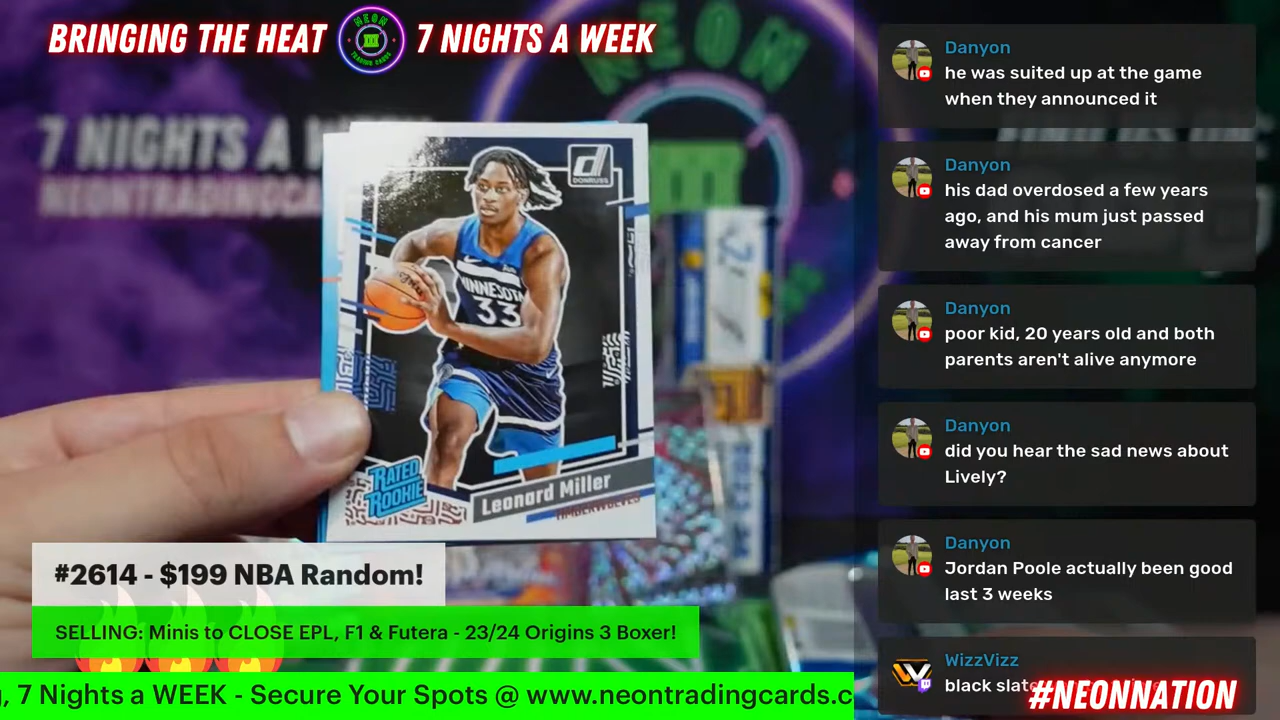 BRINGING THE HEAT
NEON
TRADING CARDS
7 NIGHTS A WEEK
7 NIGHTS A
NEONTRADINGCA
NEON
DONRUSS
MINNESOTA
33
RATED
ROOKIE
Leonard Miller
TIMBERWOLVES
#2614 - $199 NBA Random!
SELLING: Minis to CLOSE EPL, F1 & Futera - 23/24 Origins 3 Boxer!
, 7 Nights a WEEK - Secure Your Spots @ www.neontradingcards.c
Danyon
he was suited up at the game
when they announced it
Danyon
his dad overdosed a few years
ago, and his mum just passed
away from cancer
Danyon
poor kid, 20 years old and both
parents aren't alive anymore
Danyon
did you hear the sad news about
Lively?
Danyon
Jordan Poole actually been good
last 3 weeks
WizzVizz
black slat
#NEONNATION